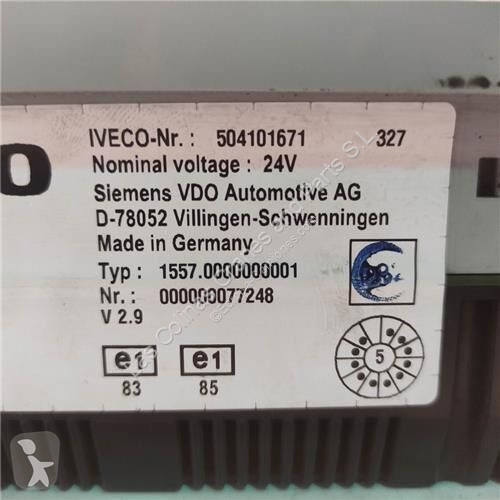 O
IVECO-Nr. : 504101671 327
Nominal voltage : 24V
Siemens VDO Automotive AG
D-78052 Villingen-Schwenningen
Made in Germany
Typ : 1557.0000000001
Nr. : 000000077248
V 2.9
e1 e1
83 85
5